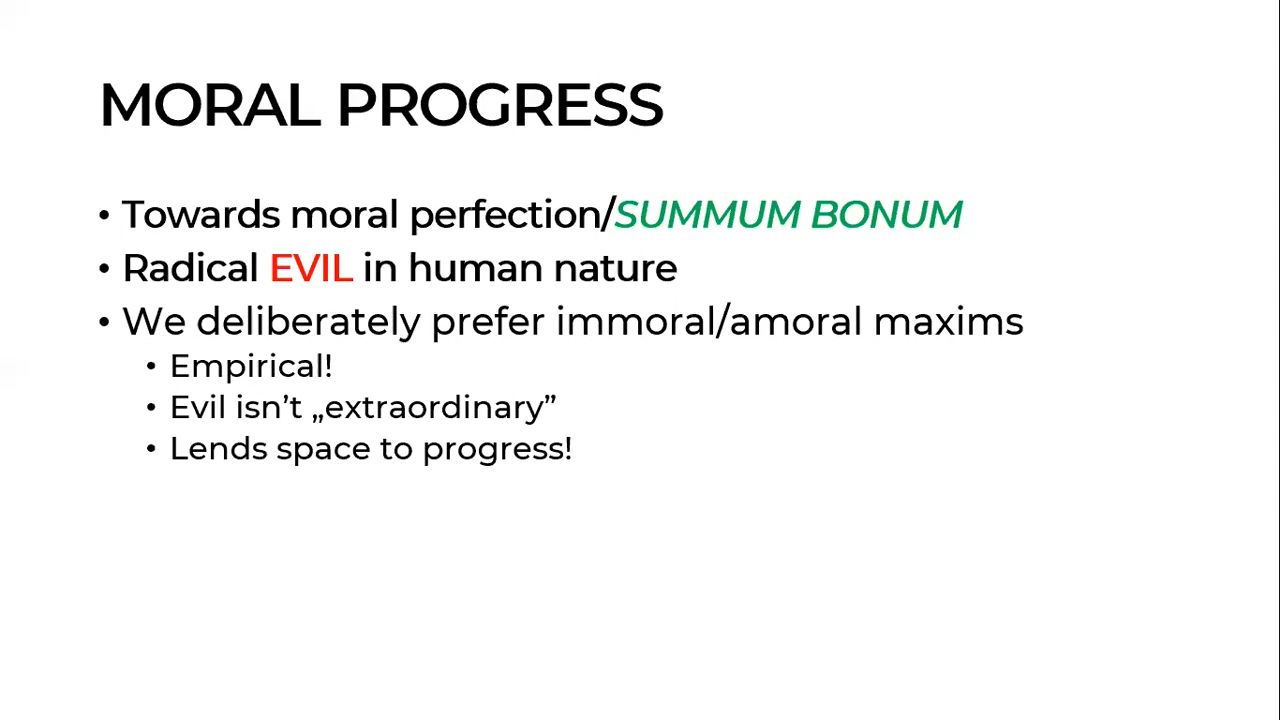 MORAL PROGRESS
• Towards moral perfection/SUMMUM BONUM
• Radical EVIL in human nature
• We deliberately prefer immoral/amoral maxims
• Empirical!
• Evil isn’t „extraordinary”
• Lends space to progress!